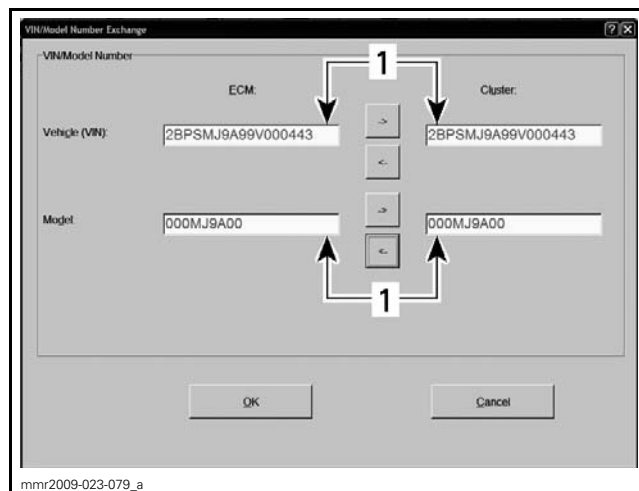 VIN/Model Number Exchange
VIN/Model Number
1
ECM:
Cluster:
Vehicle (VIN):
2BPSMJ9A99V000443
->
2BPSMJ9A99V000443
<-
Model:
000MJ9A00
->
000MJ9A00
<-
1
OK
Cancel
mmr2009-023-079_a